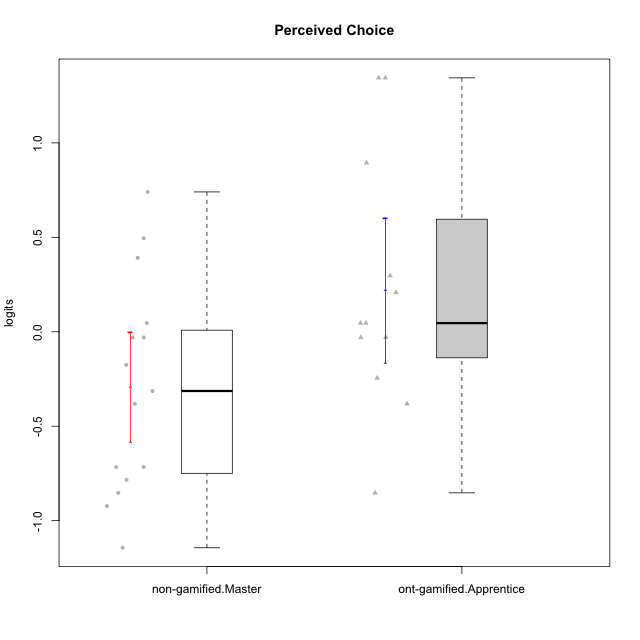 Perceived Choice
logits
1.0
0.5
0.0
-0.5
-1.0
non-gamified.Master
ont-gamified.Apprentice